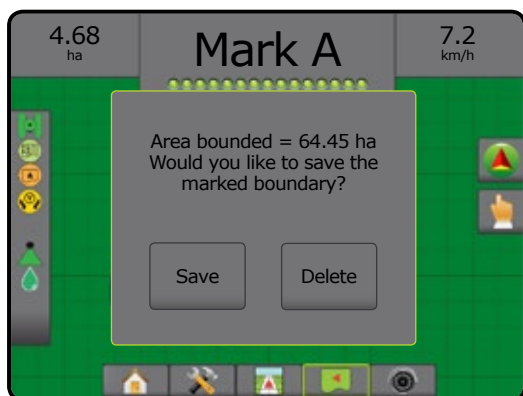 4.68
ha
Mark A
7.2
km/h
Area bounded = 64.45 ha
Would you like to save the
marked boundary?
Save
Delete